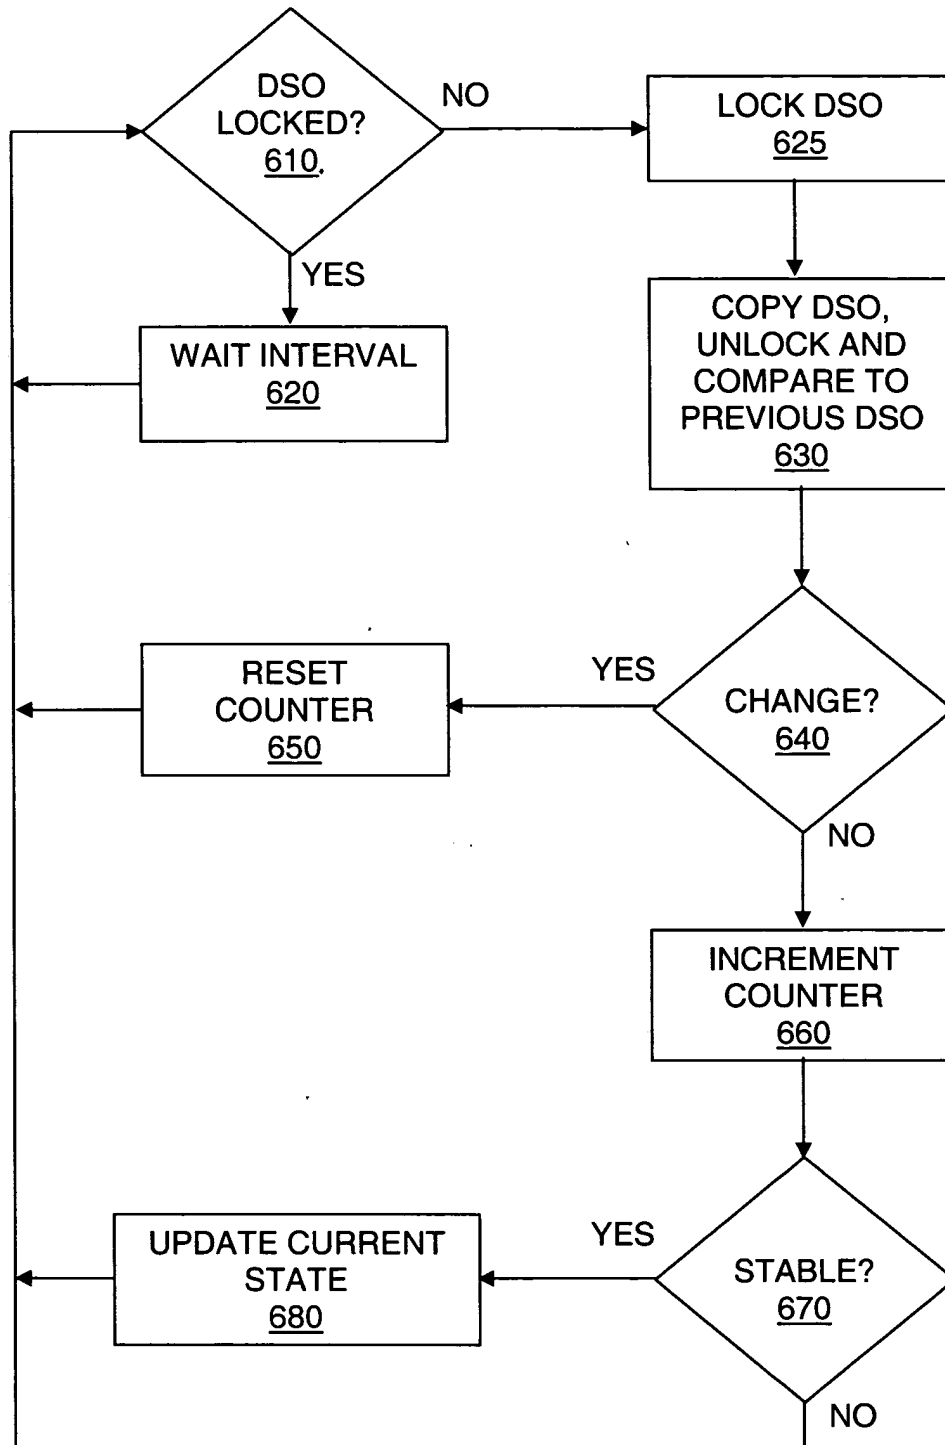 DSO
LOCKED?
610.
NO
LOCK DSO
625
YES
WAIT INTERVAL
620
COPY DSO,
UNLOCK AND
COMPARE TO
PREVIOUS DSO
630
RESET
COUNTER
650
YES
CHANGE?
640
NO
INCREMENT
COUNTER
660
UPDATE CURRENT
STATE
680
YES
STABLE?
670
NO